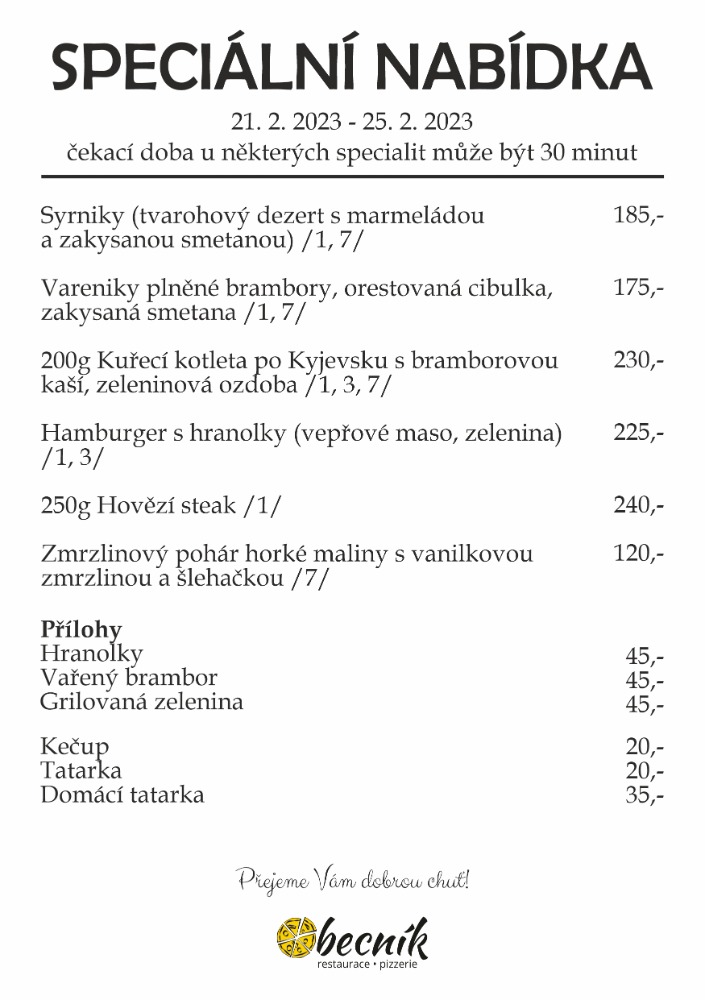 SPECIÁLNÍ NABÍDKA
21. 2. 2023 - 25. 2. 2023
čekací doba u některých specialit může být 30 minut
Syrniky (tvarohový dezert s marmeládou 185,-
a zakysanou smetanou) /1, 7/
Vareniky plněné brambory, orestovaná cibulka, 175,-
zakysaná smetana /1, 7/
200g Kuřecí kotleta po Kyjevsku s bramborovou 230,-
kaší, zeleninová ozdoba /1, 3, 7/
Hamburger s hranolky (vepřové maso, zelenina) 225,-
/1, 3/
250g Hovězí steak /1/ 240,-
Zmrzlinový pohár horké maliny s vanilkovou 120,-
zmrzlinou a šlehačkou /7/
Přílohy
Hranolky 45,-
Vařený brambor 45,-
Grilovaná zelenina 45,-
Kečup 20,-
Tatarka 20,-
Domácí tatarka 35,-
Přejeme Vám dobrou chuť!
becník
restaurace • pizzerie